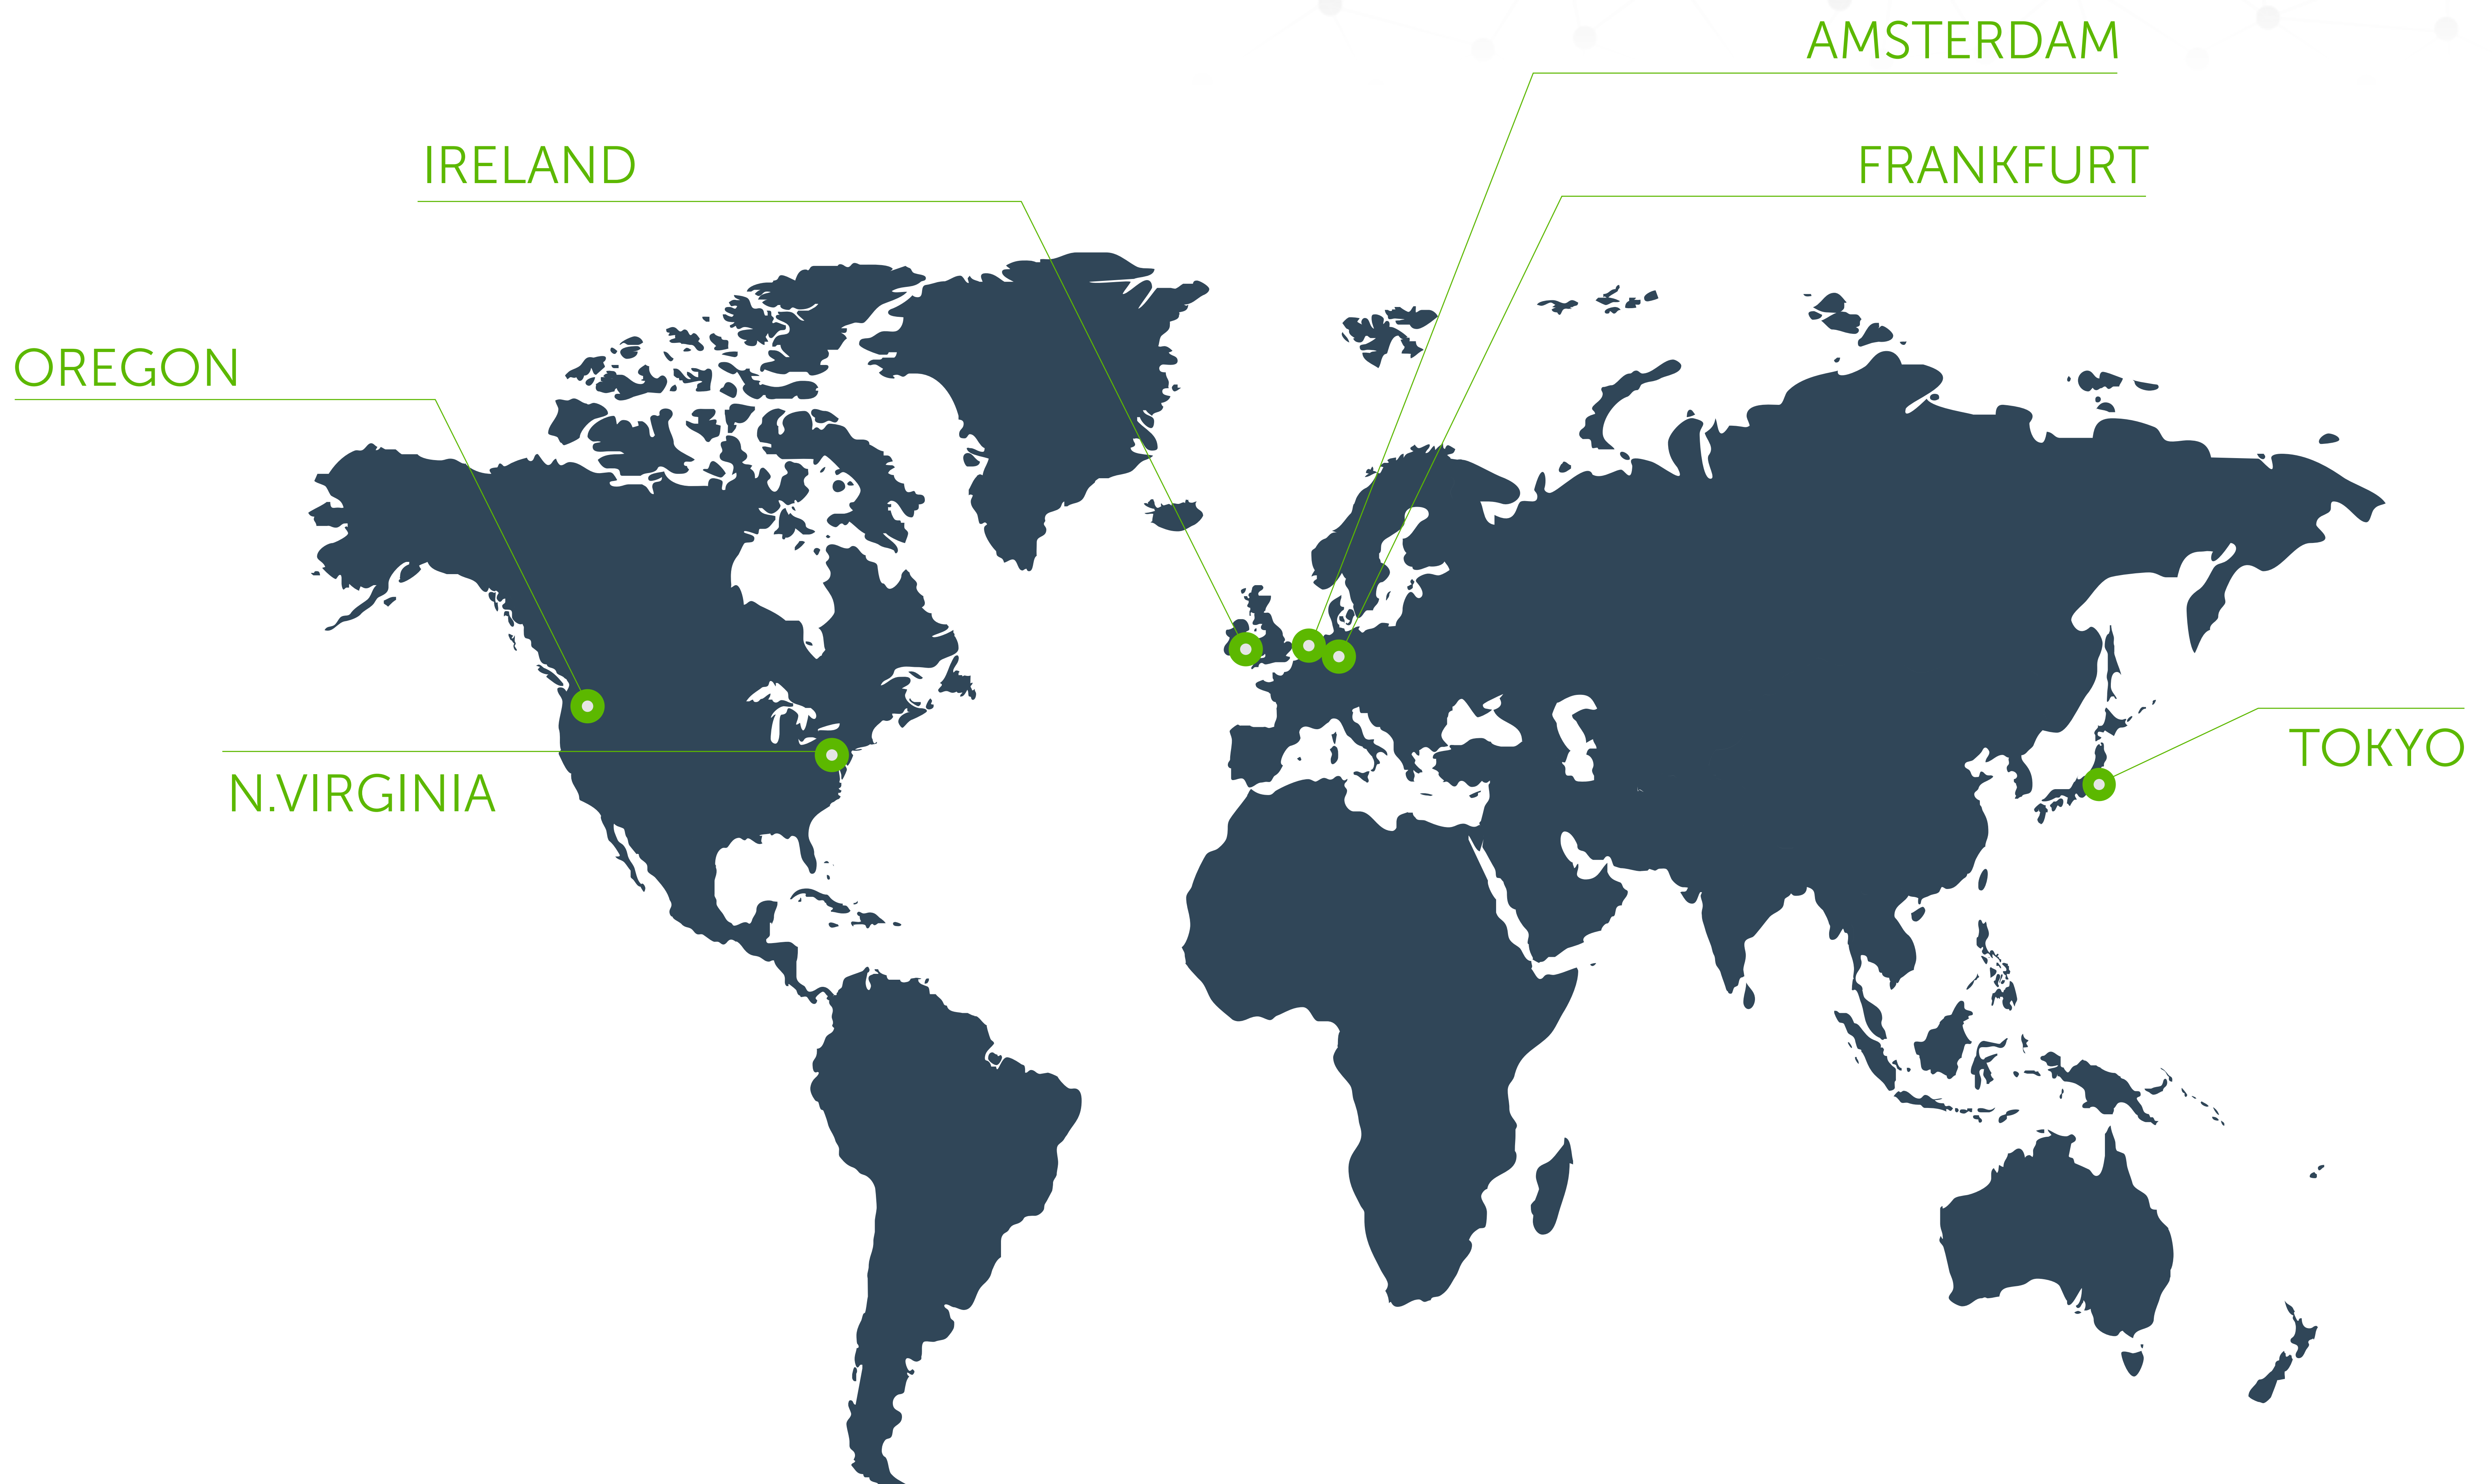 AMSTERDAM
IRELAND
FRANKFURT
OREGON
TOKYO
N.VIRGINIA